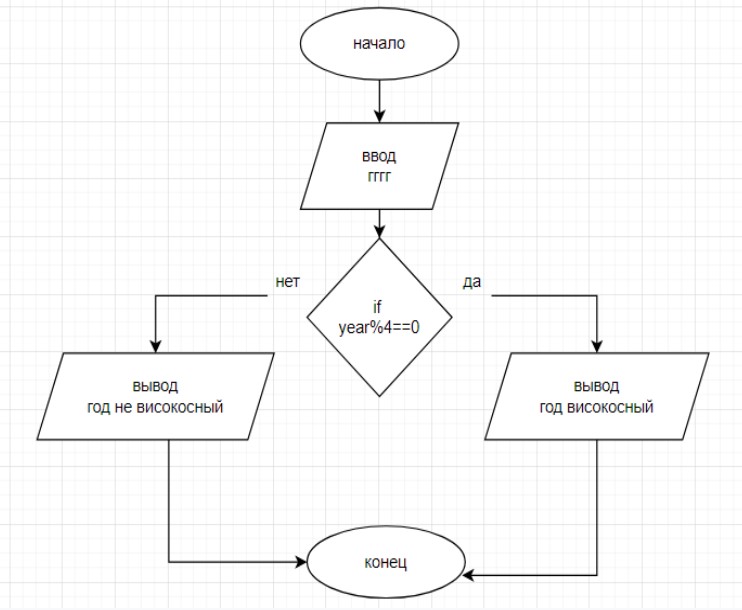 начало
ввод
гггг
нет
да
if
year%4==0
вывод
год не високосный
вывод
год високосный
конец